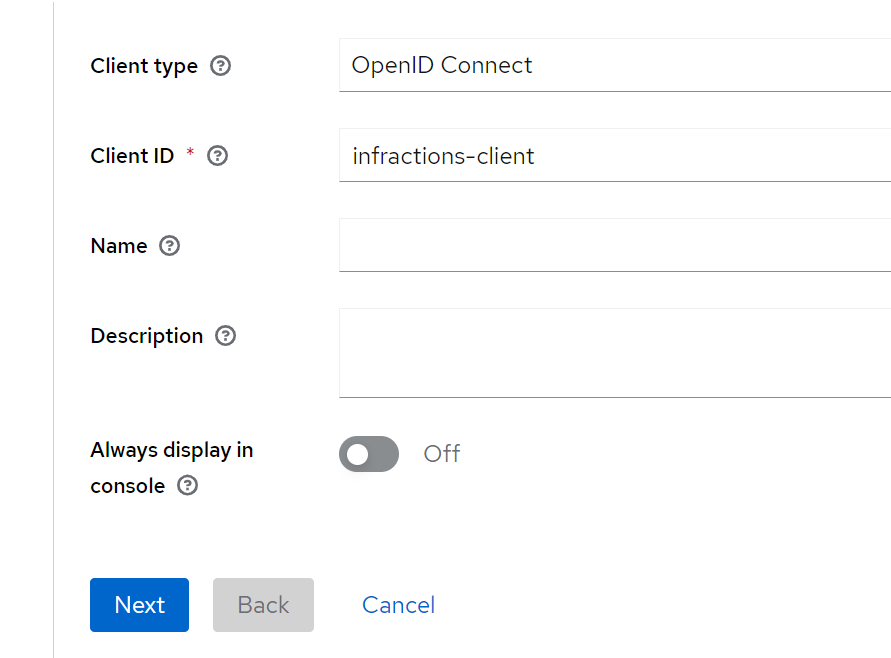 Client type
OpenID Connect
Client ID *
infractions-client
Name
Description
Always display in
console
Off
Next
Back
Cancel